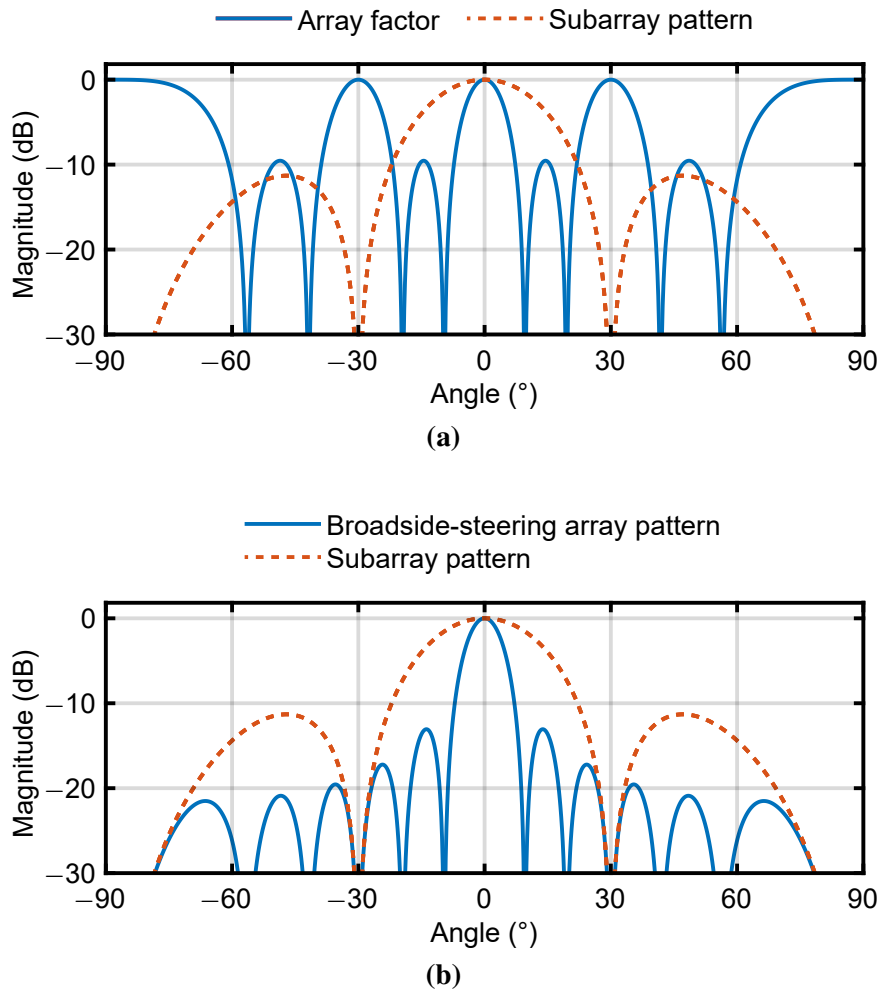 Array factor Subarray pattern
0
−10
−20
−30
Magnitude (dB)
−90 −60 −30 0 30 60 90
Angle (°)
(a)
Broadside-steering array pattern
Subarray pattern
0
−10
−20
−30
Magnitude (dB)
−90 −60 −30 0 30 60 90
Angle (°)
(b)